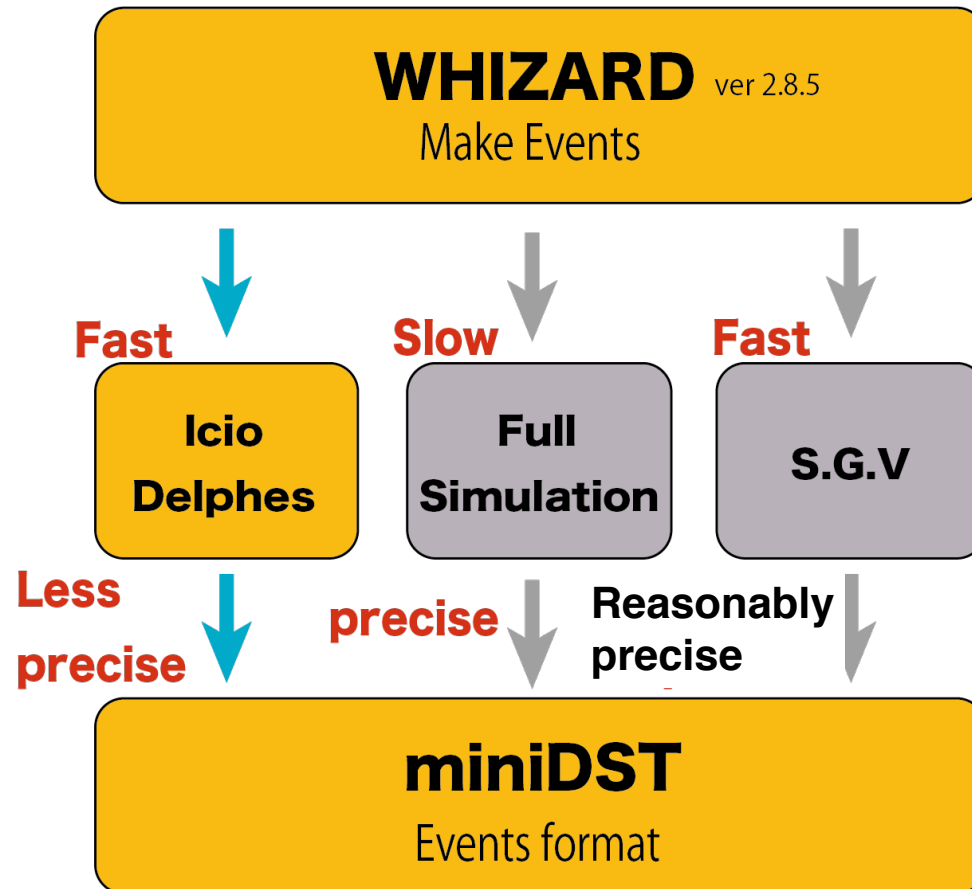 WHIZARD ver 2.8.5
Make Events
Fast
Slow
Fast
lcio
Delphes
Full
Simulation
S.G.V
Less
precise
precise
Reasonably
precise
miniDST
Events format